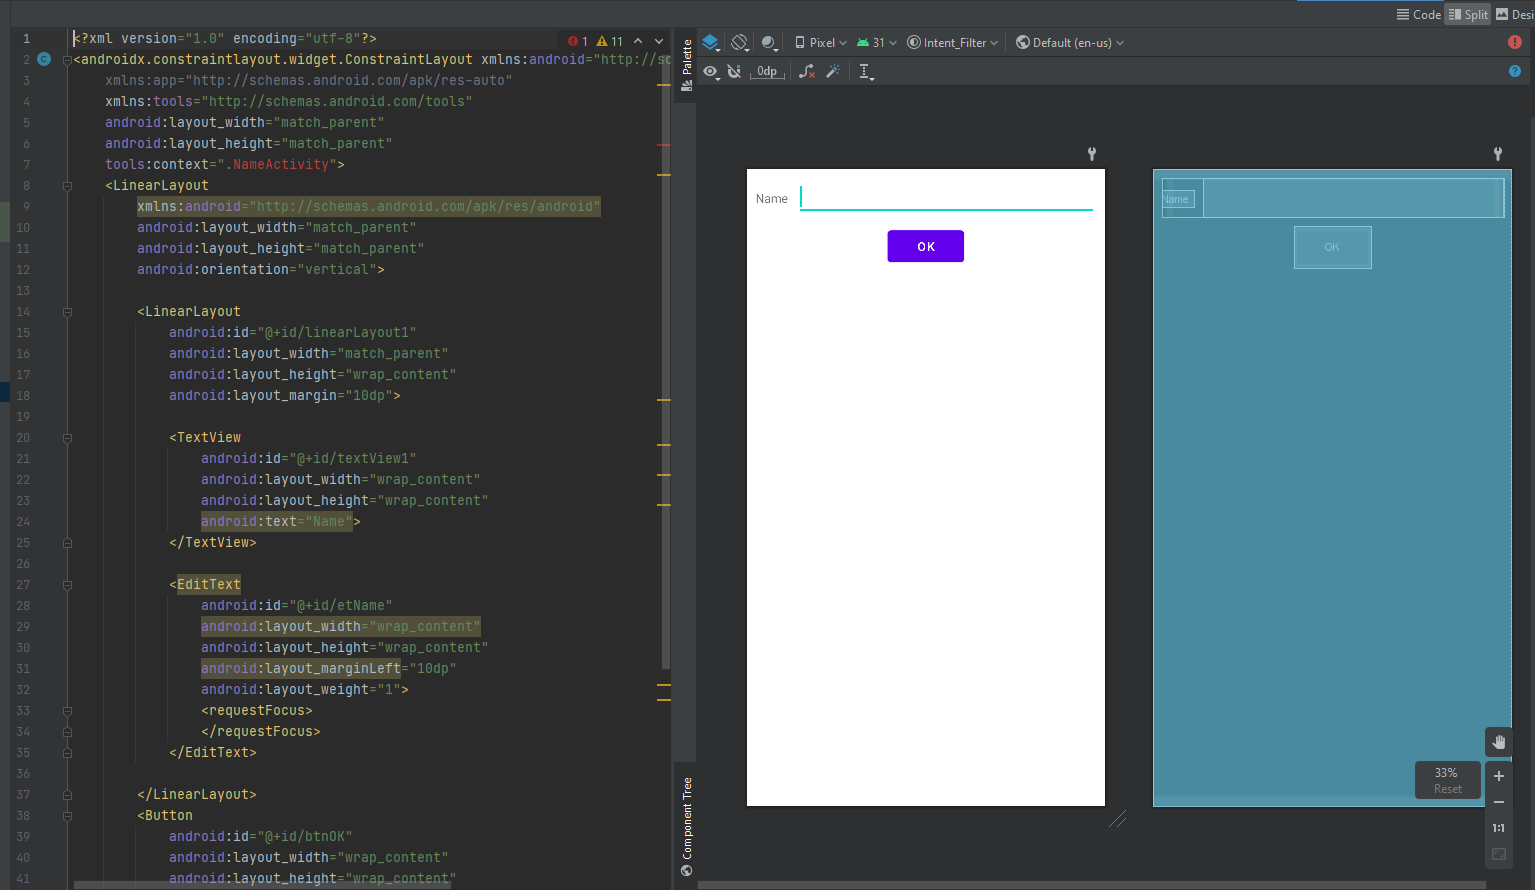 Code Split Desi
1 <?xml version="1.0" encoding="utf-8"?>
1 11
2 <androidx.constraintlayout.widget.ConstraintLayout xmlns:android="http://sc
3 xmlns:app="http://schemas.android.com/apk/res-auto"
4 xmlns:tools="http://schemas.android.com/tools"
5 android:layout_width="match_parent"
6 android:layout_height="match_parent"
7 tools:context=".NameActivity">
8 <LinearLayout
9 xmlns:android="http://schemas.android.com/apk/res/android"
10 android:layout_width="match_parent"
11 android:layout_height="match_parent"
12 android:orientation="vertical">
13
14 <LinearLayout
15 android:id="@+id/linearLayout1"
16 android:layout_width="match_parent"
17 android:layout_height="wrap_content"
18 android:layout_margin="10dp">
19
20 <TextView
21 android:id="@+id/textView1"
22 android:layout_width="wrap_content"
23 android:layout_height="wrap_content"
24 android:text="Name">
25 </TextView>
26
27 <EditText
28 android:id="@+id/etName"
29 android:layout_width="wrap_content"
30 android:layout_height="wrap_content"
31 android:layout_marginLeft="10dp"
32 android:layout_weight="1">
33 <requestFocus>
34 </requestFocus>
35 </EditText>
36
37 </LinearLayout>
38 <Button
39 android:id="@+id/btnOK"
40 android:layout_width="wrap_content"
41 android:layout_height="wrap_content"
Palette
Component Tree
Pixel 31 Intent_Filter Default (en-us)
0dp
Name
OK
Name
OK
33%
Reset
1:1